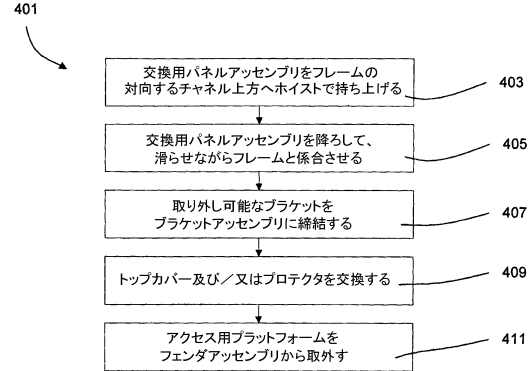 401
交換用パネルアッセンブリをフレームの
対向するチャネル上方へホイストで持ち上げる
403
交換用パネルアッセンブリを降ろして、
滑らせながらフレームと係合させる
405
取り外し可能なブラケットを
ブラケットアッセンブリに締結する
407
トップカバー及び／又はプロテクタを交換する
409
アクセス用プラットフォームを
フェンダアッセンブリから取外す
411